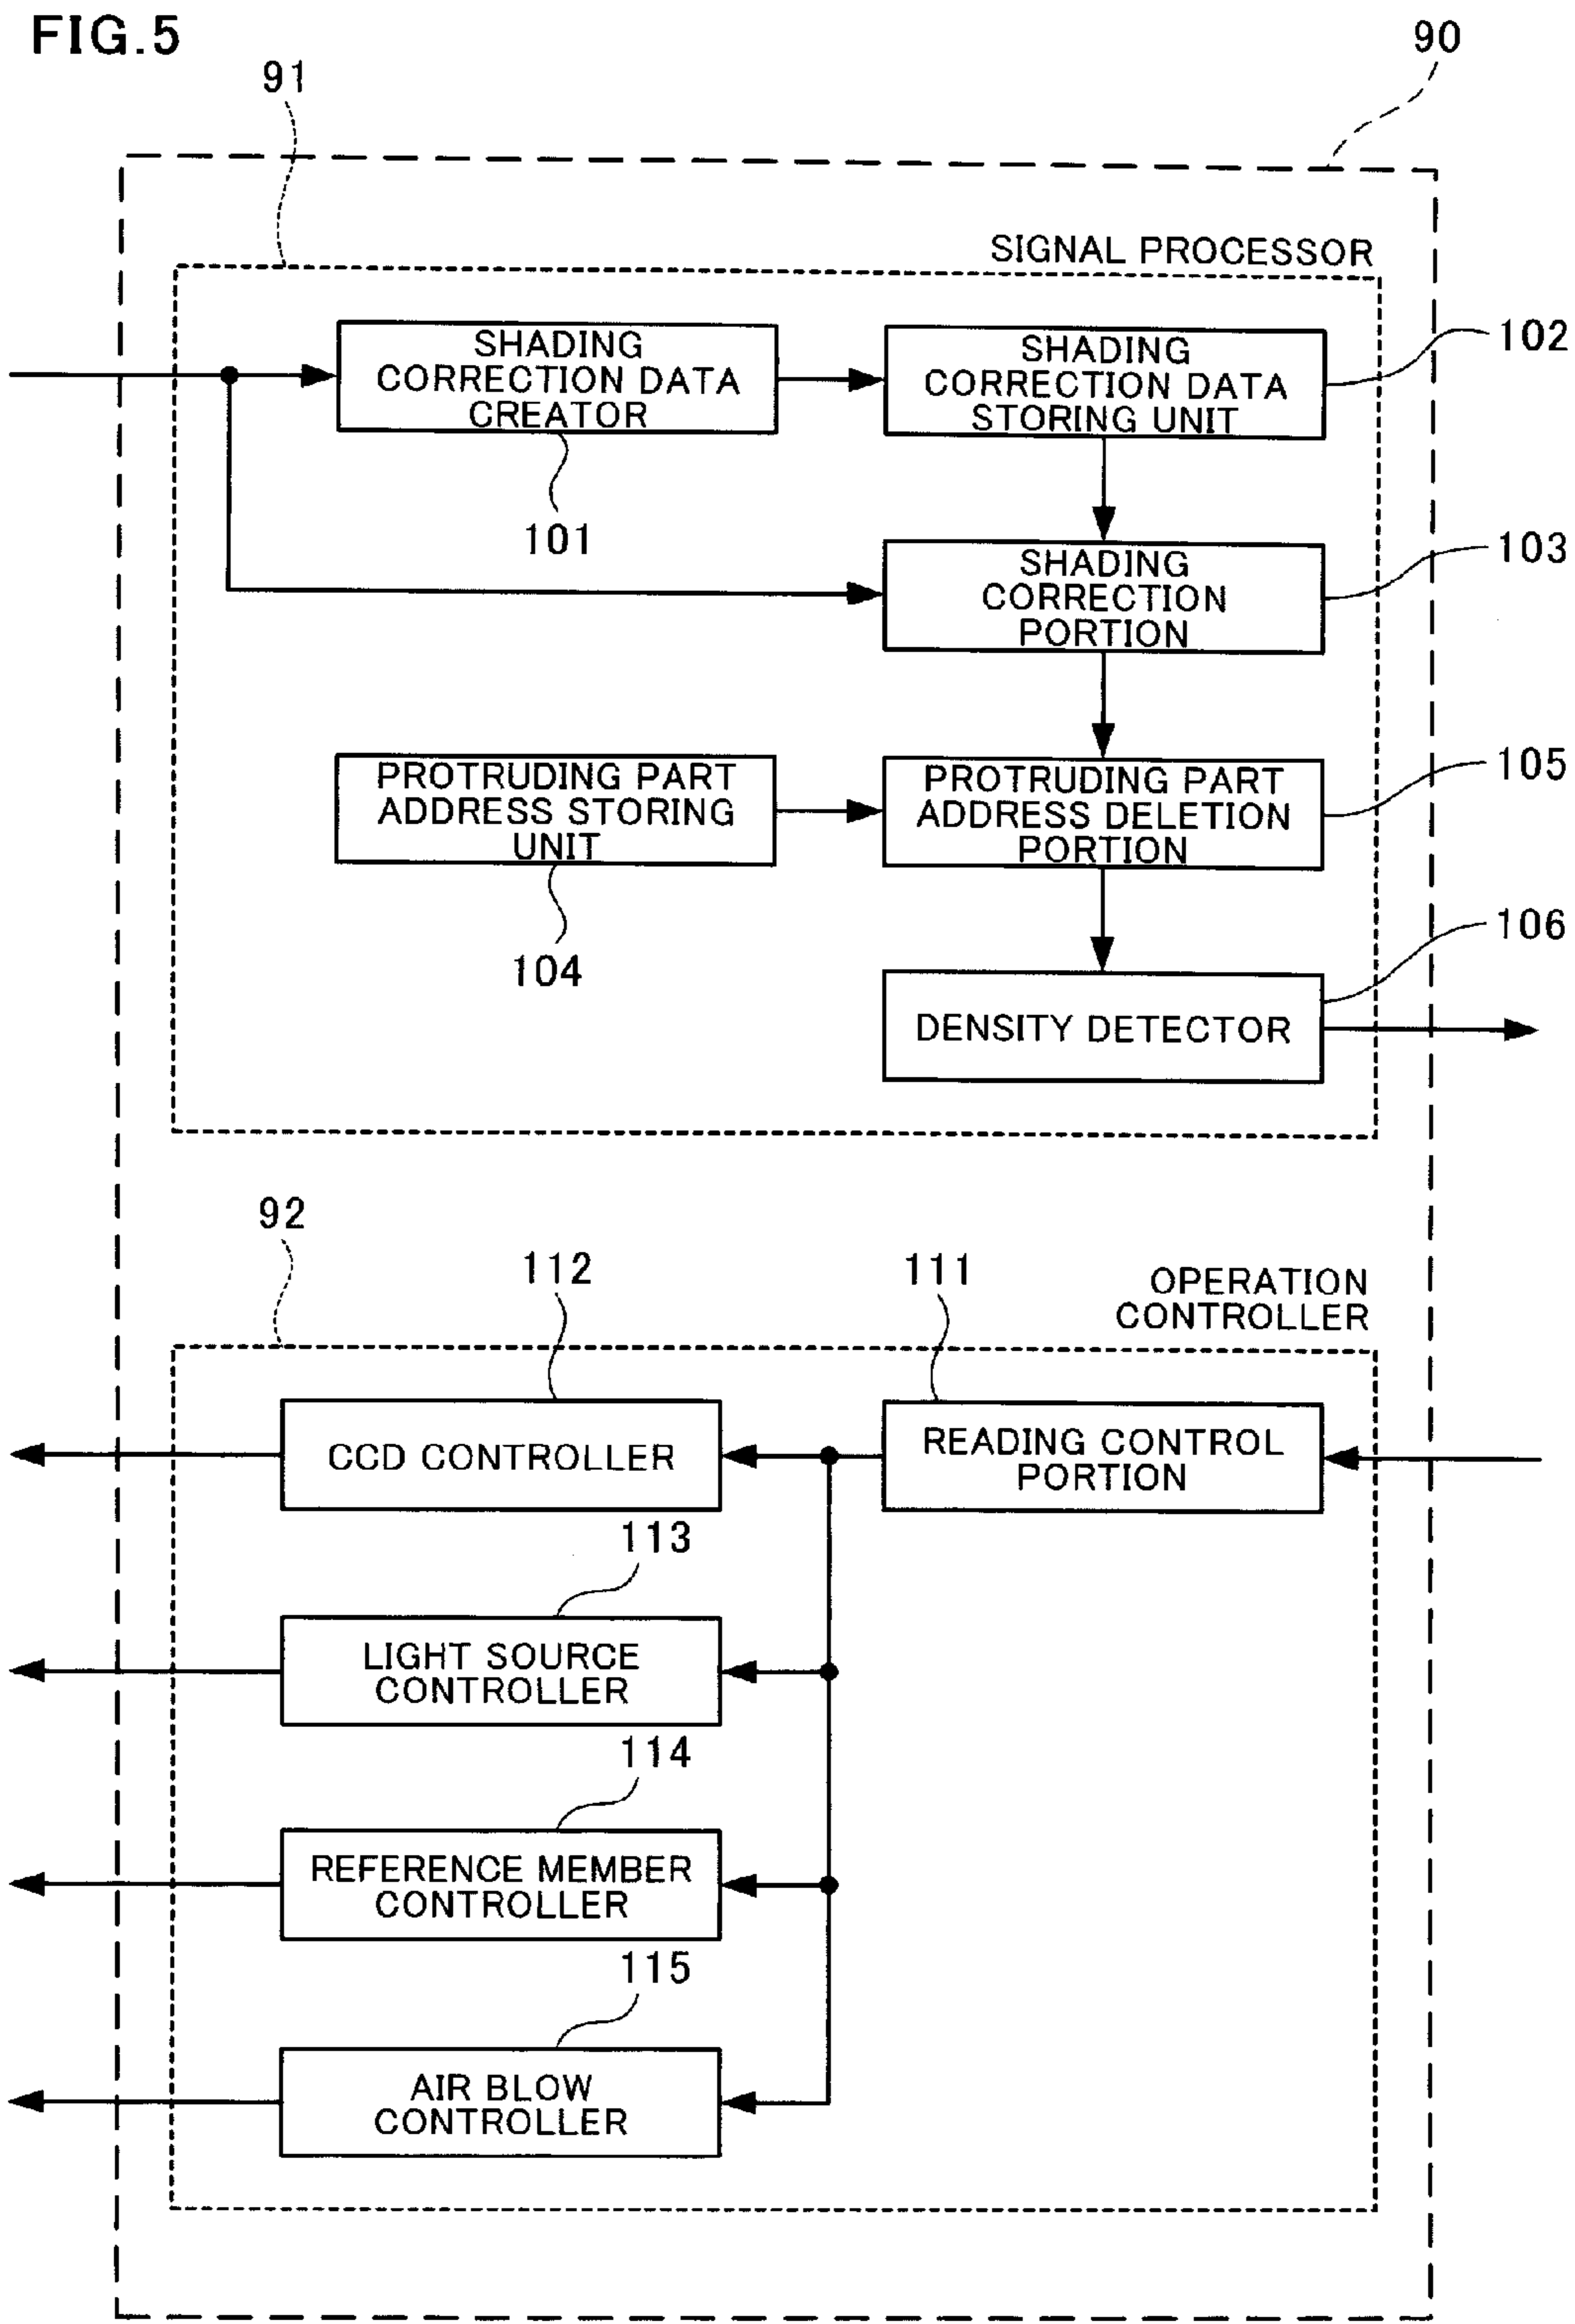 FIG.5
90
91
SIGNAL PROCESSOR
SHADING
CORRECTION DATA
CREATOR
101
SHADING
CORRECTION DATA
STORING UNIT
102
SHADING
CORRECTION
PORTION
103
PROTRUDING PART
ADDRESS STORING
UNIT
104
PROTRUDING PART
ADDRESS DELETION
PORTION
105
106
DENSITY DETECTOR
92
112
111
OPERATION
CONTROLLER
CCD CONTROLLER
READING CONTROL
PORTION
113
LIGHT SOURCE
CONTROLLER
114
REFERENCE MEMBER
CONTROLLER
115
AIR BLOW
CONTROLLER